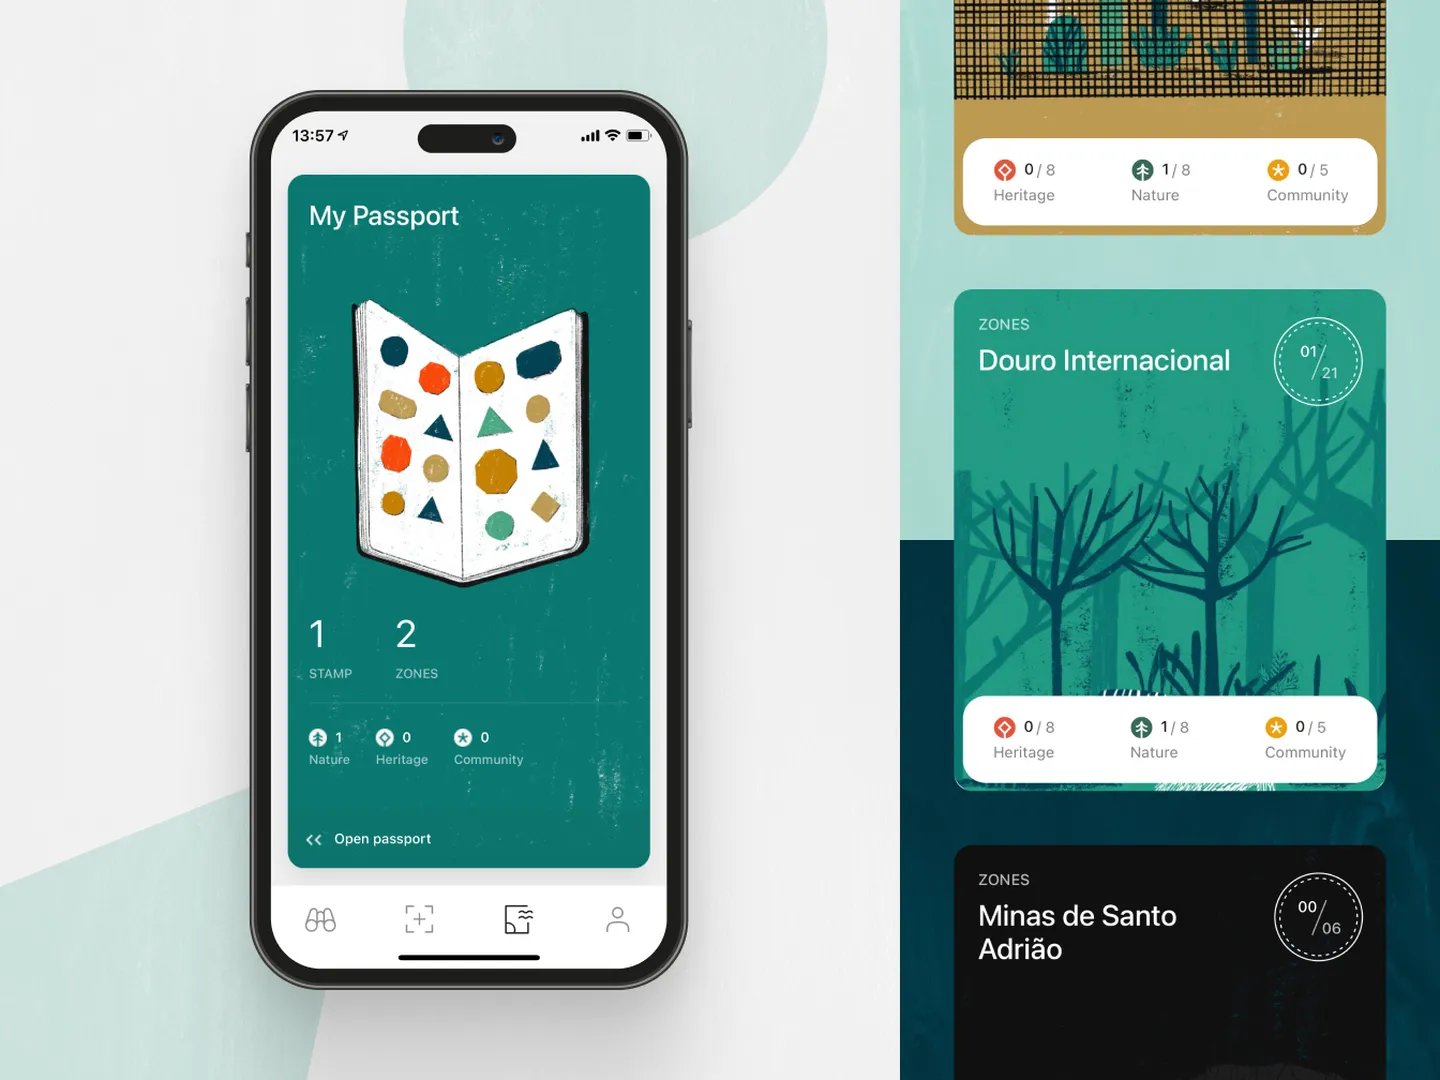 13:57
My Passport
1
STAMP
2
ZONES
1
Nature
0
Heritage
0
Community
Open passport
0 / 8
Heritage
1 / 8
Nature
0 / 5
Community
ZONES
Douro Internacional
01/21
0 / 8
Heritage
1 / 8
Nature
0 / 5
Community
ZONES
Minas de Santo
Adrião
00/06